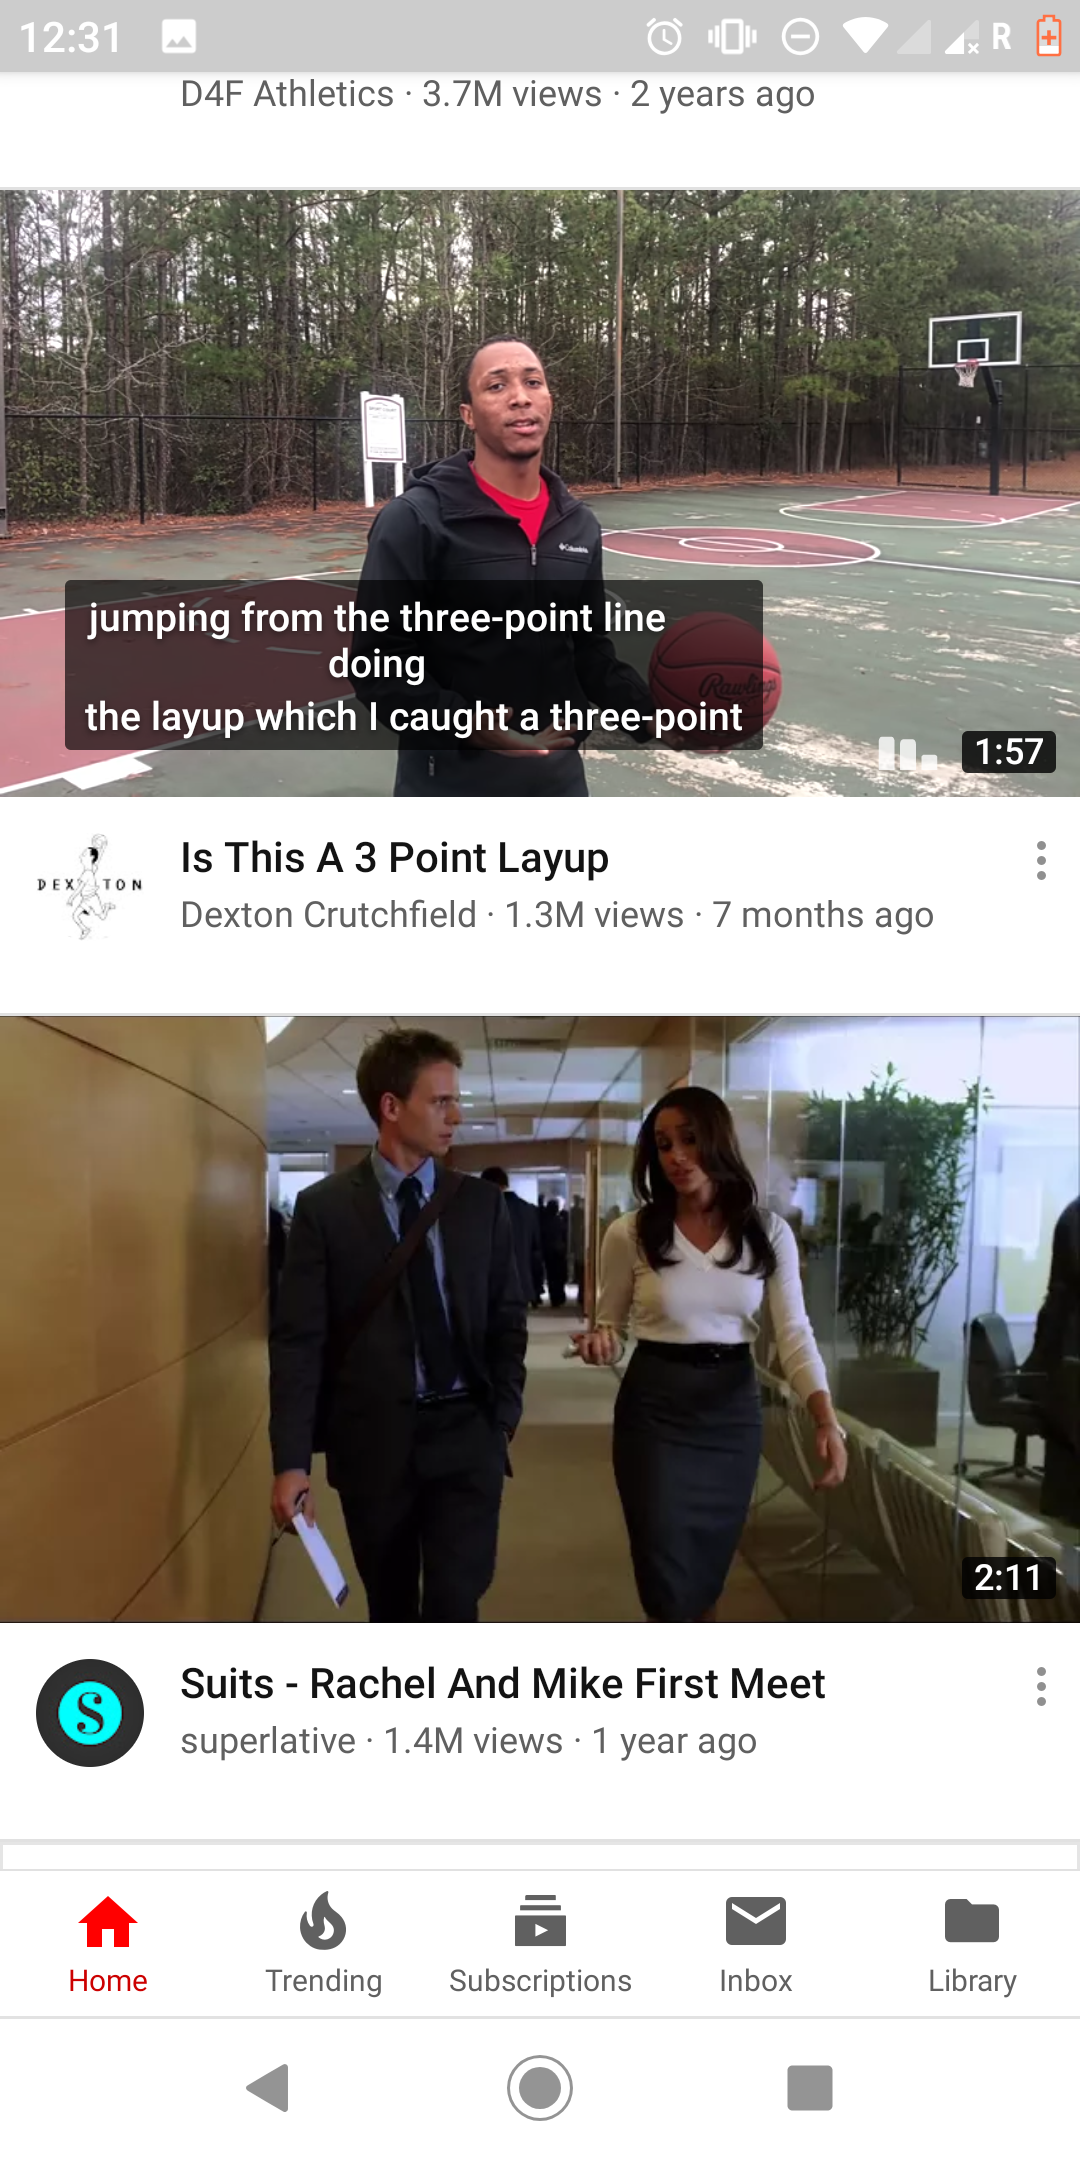 12:31
R
D4F Athletics · 3.7M views · 2 years ago
jumping from the three-point line
doing
the layup which I caught a three-point
Columbia
Rawlings
1:57
DEXTON
Is This A 3 Point Layup
Dexton Crutchfield · 1.3M views · 7 months ago
2:11
S
Suits - Rachel And Mike First Meet
superlative · 1.4M views · 1 year ago
Home
Trending
Subscriptions
Inbox
Library